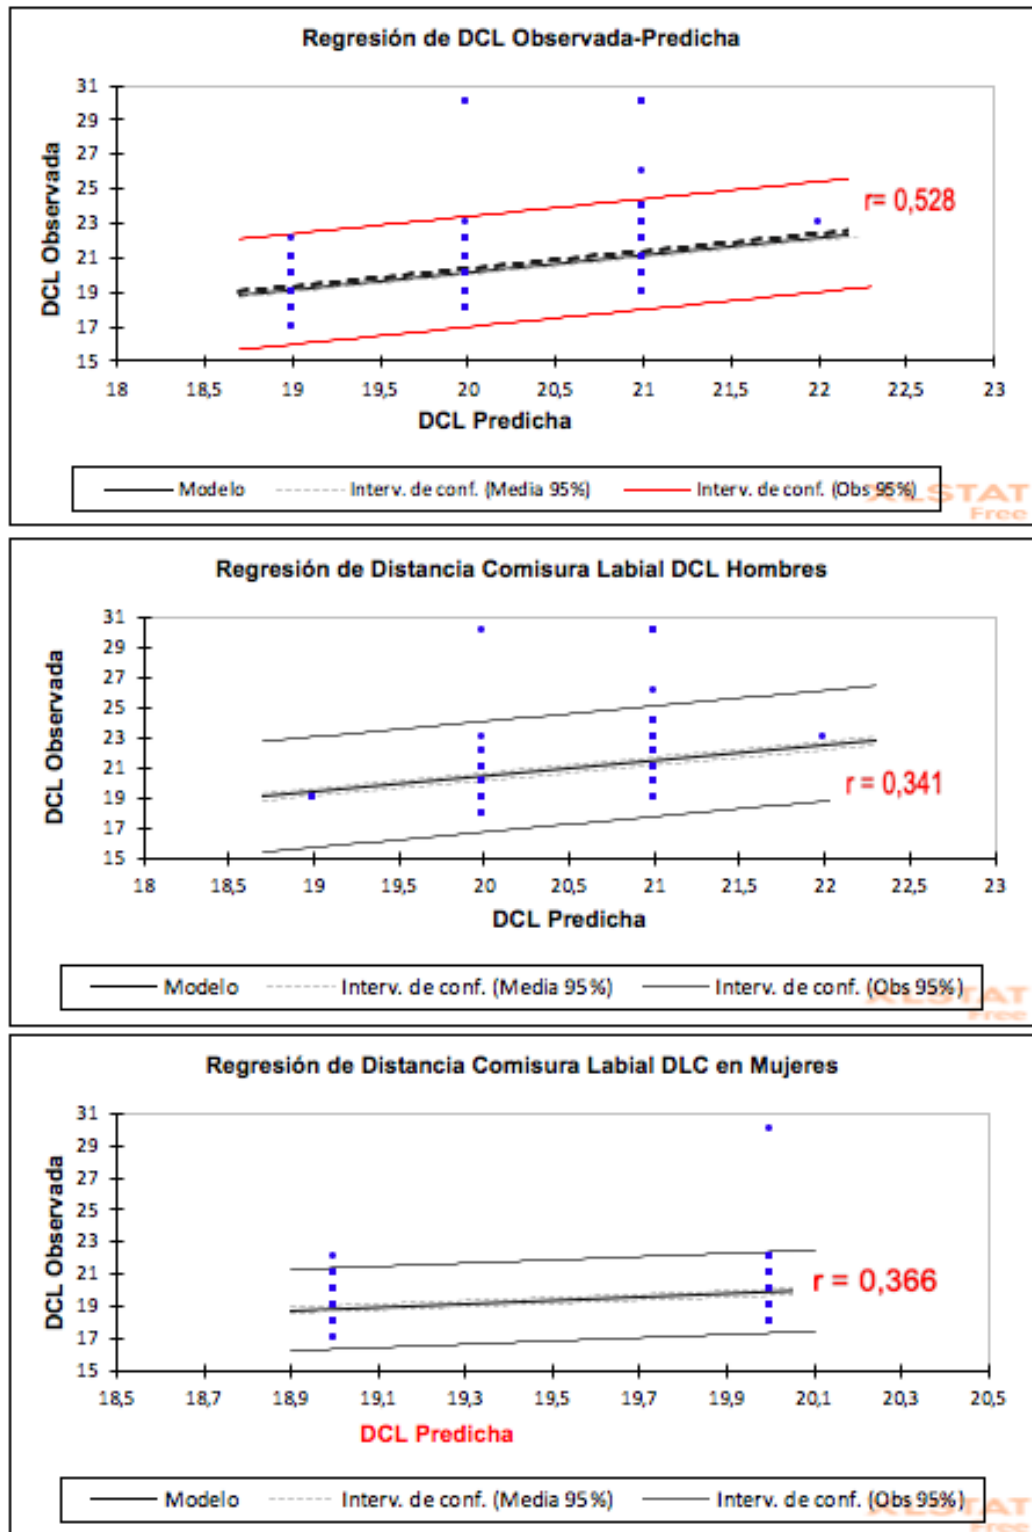 Regresión de DCL Observada-Predicha
31
29
27
25
23
21
19
17
15
DCL Observada
r= 0,528
18 18,5 19 19,5 20 20,5 21 21,5 22 22,5 23
DCL Predicha
Modelo Interv. de conf. (Media 95%) Interv. de conf. (Obs 95%)
XLSTAT
Free
Regresión de Distancia Comisura Labial DCL Hombres
31
29
27
25
23
21
19
17
15
DCL Observada
r = 0,341
18 18,5 19 19,5 20 20,5 21 21,5 22 22,5 23
DCL Predicha
Modelo Interv. de conf. (Media 95%) Interv. de conf. (Obs 95%)
XLSTAT
Free
Regresión de Distancia Comisura Labial DLC en Mujeres
31
29
27
25
23
21
19
17
15
DCL Observada
r = 0,366
18,5 18,7 18,9 19,1 19,3 19,5 19,7 19,9 20,1 20,3 20,5
DCL Predicha
Modelo Interv. de conf. (Media 95%) Interv. de conf. (Obs 95%)
XLSTAT
Free